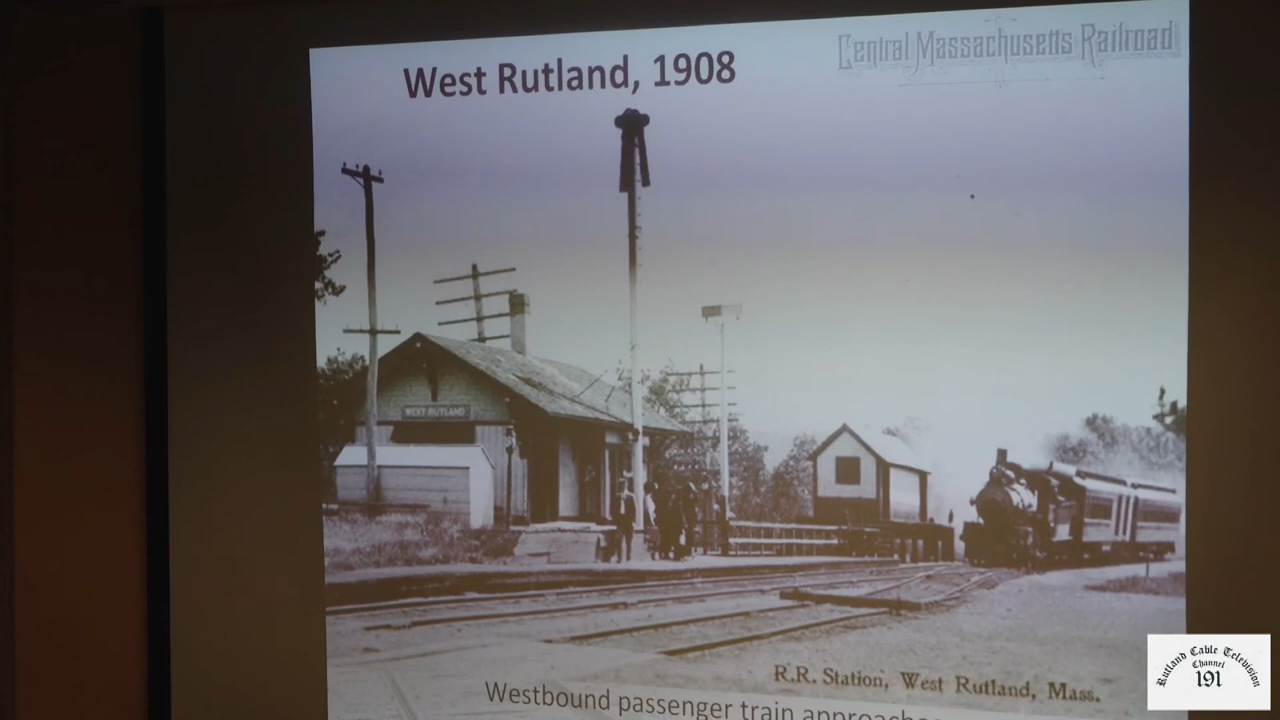 West Rutland, 1908
Central Massachusetts Railroad
WEST RUTLAND
R.R. Station, West Rutland, Mass.
Westbound passenger train approaches
Rutland Cable Television
Channel
191